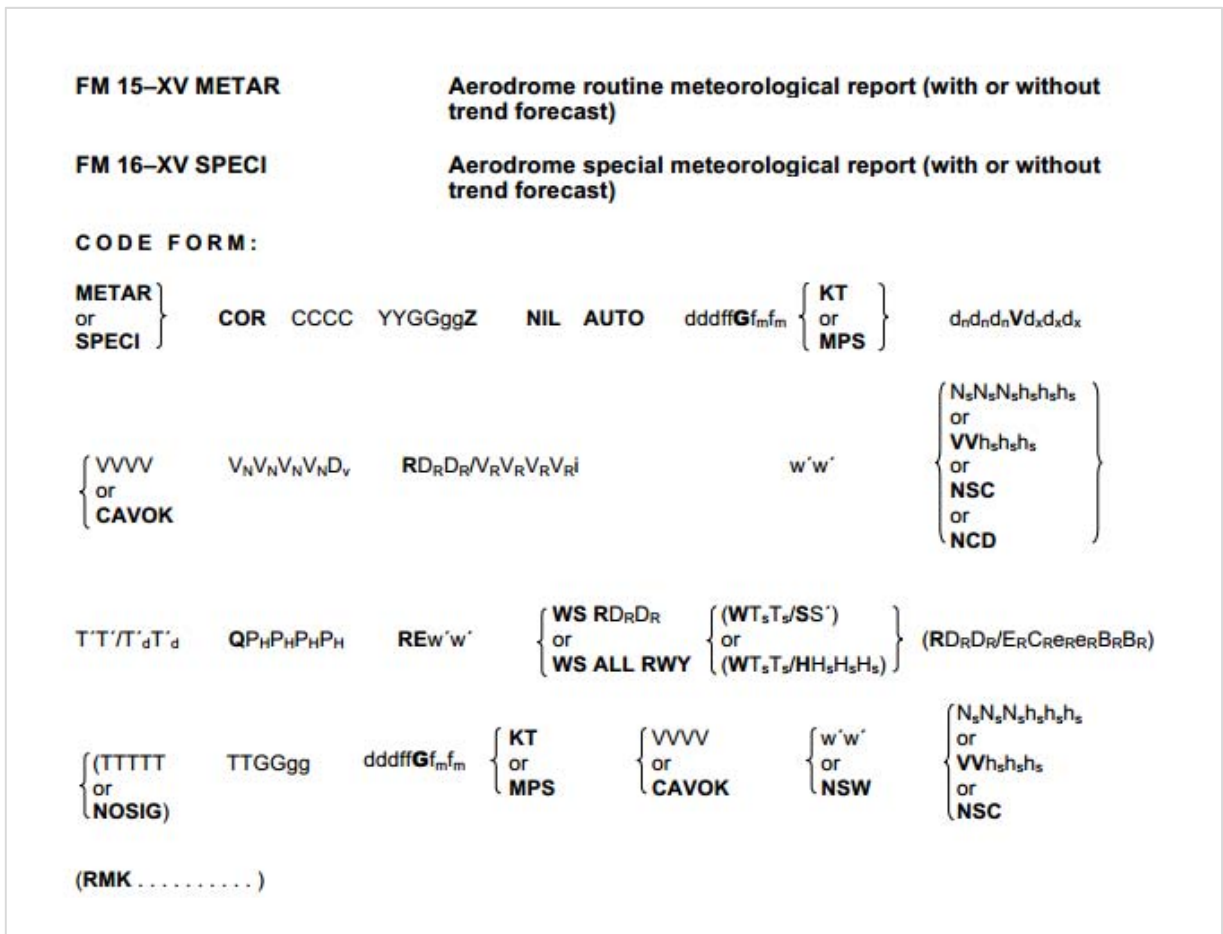 FM 15–XV METAR Aerodrome routine meteorological report (with or without
trend forecast)
FM 16–XV SPECI Aerodrome special meteorological report (with or without
trend forecast)
CODE FORM:
METAR
or
SPECI
COR CCCC YYGGggZ NIL AUTO dddffGfmfm
KT
or
MPS
dndndnVdxdxdx
VVVV
or
CAVOK
VNVNVNVNDv RDRDR/VRVRVRVRi w´w´
NsNsNshshshs
or
VVhshshs
or
NSC
or
NCD
T´T´/T´dT´d QPHPHPHPH REw´w´
WS RDRDR
or
WS ALL RWY
(WTsTs/SS´)
or
(WTsTs/HHsHsHs)
(RDRDR/ERCReReRBRBR)
(TTTTT
or
NOSIG)
TTGGgg dddffGfmfm
KT
or
MPS
VVVV
or
CAVOK
w´w´
or
NSW
NsNsNshshshs
or
VVhshshs
or
NSC
(RMK . . . . . . . . . . )